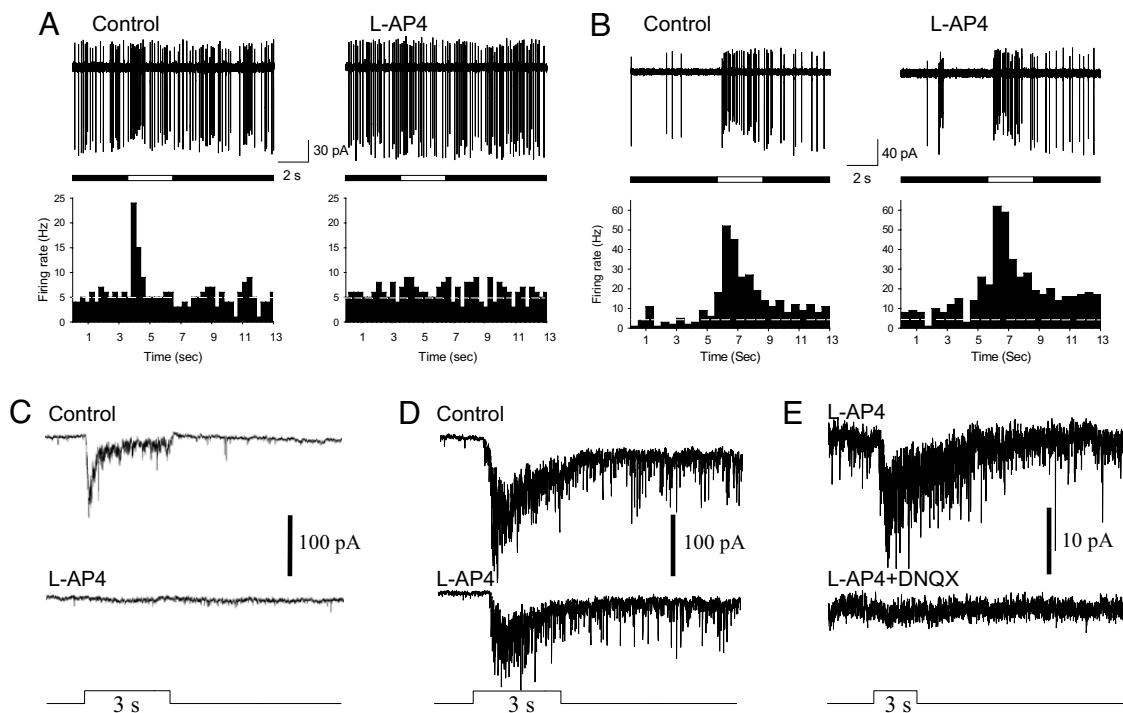 A
Control
L-AP4
30 pA
2 s
Firing rate (Hz)
25
20
15
10
5
0
1
3
5
7
9
11
13
Time (sec)
25
20
15
10
5
0
1
3
5
7
9
11
13
Time (sec)
B
Control
L-AP4
40 pA
2 s
Firing rate (Hz)
60
50
40
30
20
10
0
1
3
5
7
9
11
13
Time (Sec)
60
50
40
30
20
10
0
1
3
5
7
9
11
13
Time (Sec)
C
Control
100 pA
L-AP4
3 s
D
Control
100 pA
L-AP4
3 s
E
L-AP4
10 pA
L-AP4+DNQX
3 s